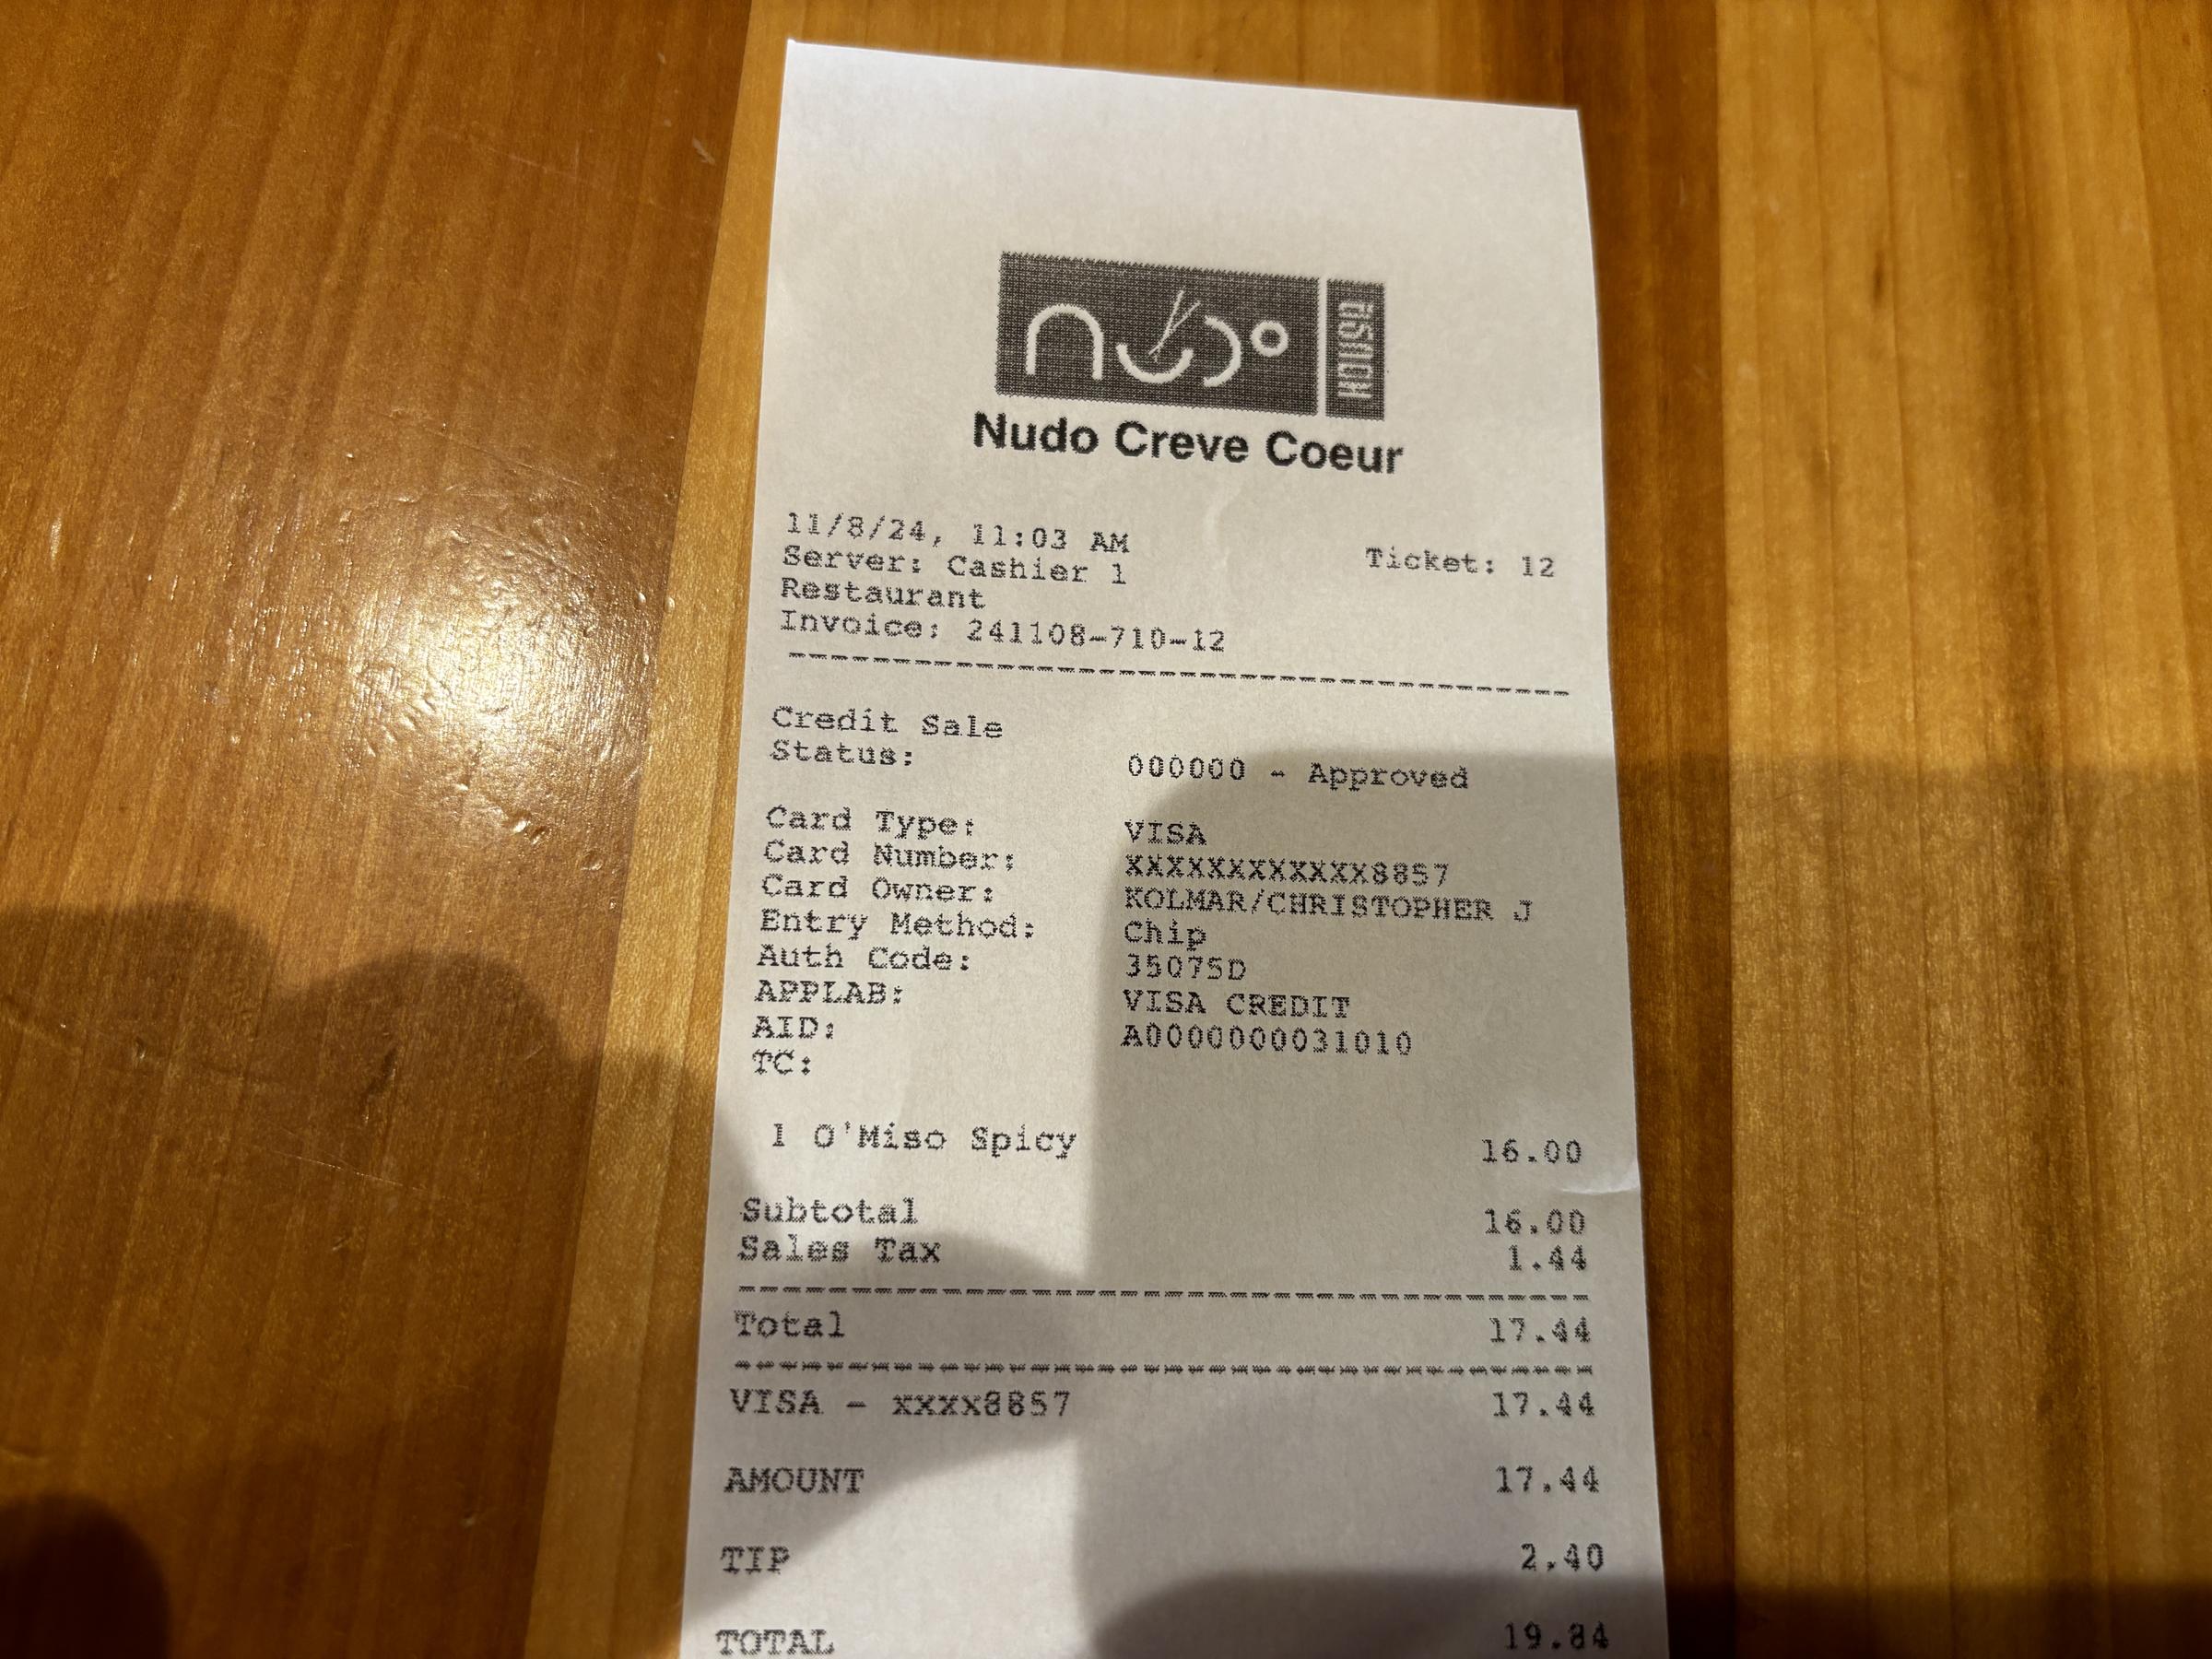 nudo
HOUSE
Nudo Creve Coeur
11/8/24, 11:03 AM
Server: Cashier 1 Ticket: 12
Restaurant
Invoice: 241108-710-12
Credit Sale
Status: 000000 - Approved
Card Type: VISA
Card Number: XXXXXXXXXXXX8857
Card Owner: KOLMAR/CHRISTOPHER J
Entry Method: Chip
Auth Code: 35075D
APPLAB: VISA CREDIT
AID: A0000000031010
TC:
1 O'Miso Spicy 16.00
Subtotal 16.00
Sales Tax 1.44
Total 17.44
VISA - xxxx8857 17.44
AMOUNT 17.44
TIP 2.40
TOTAL 19.84